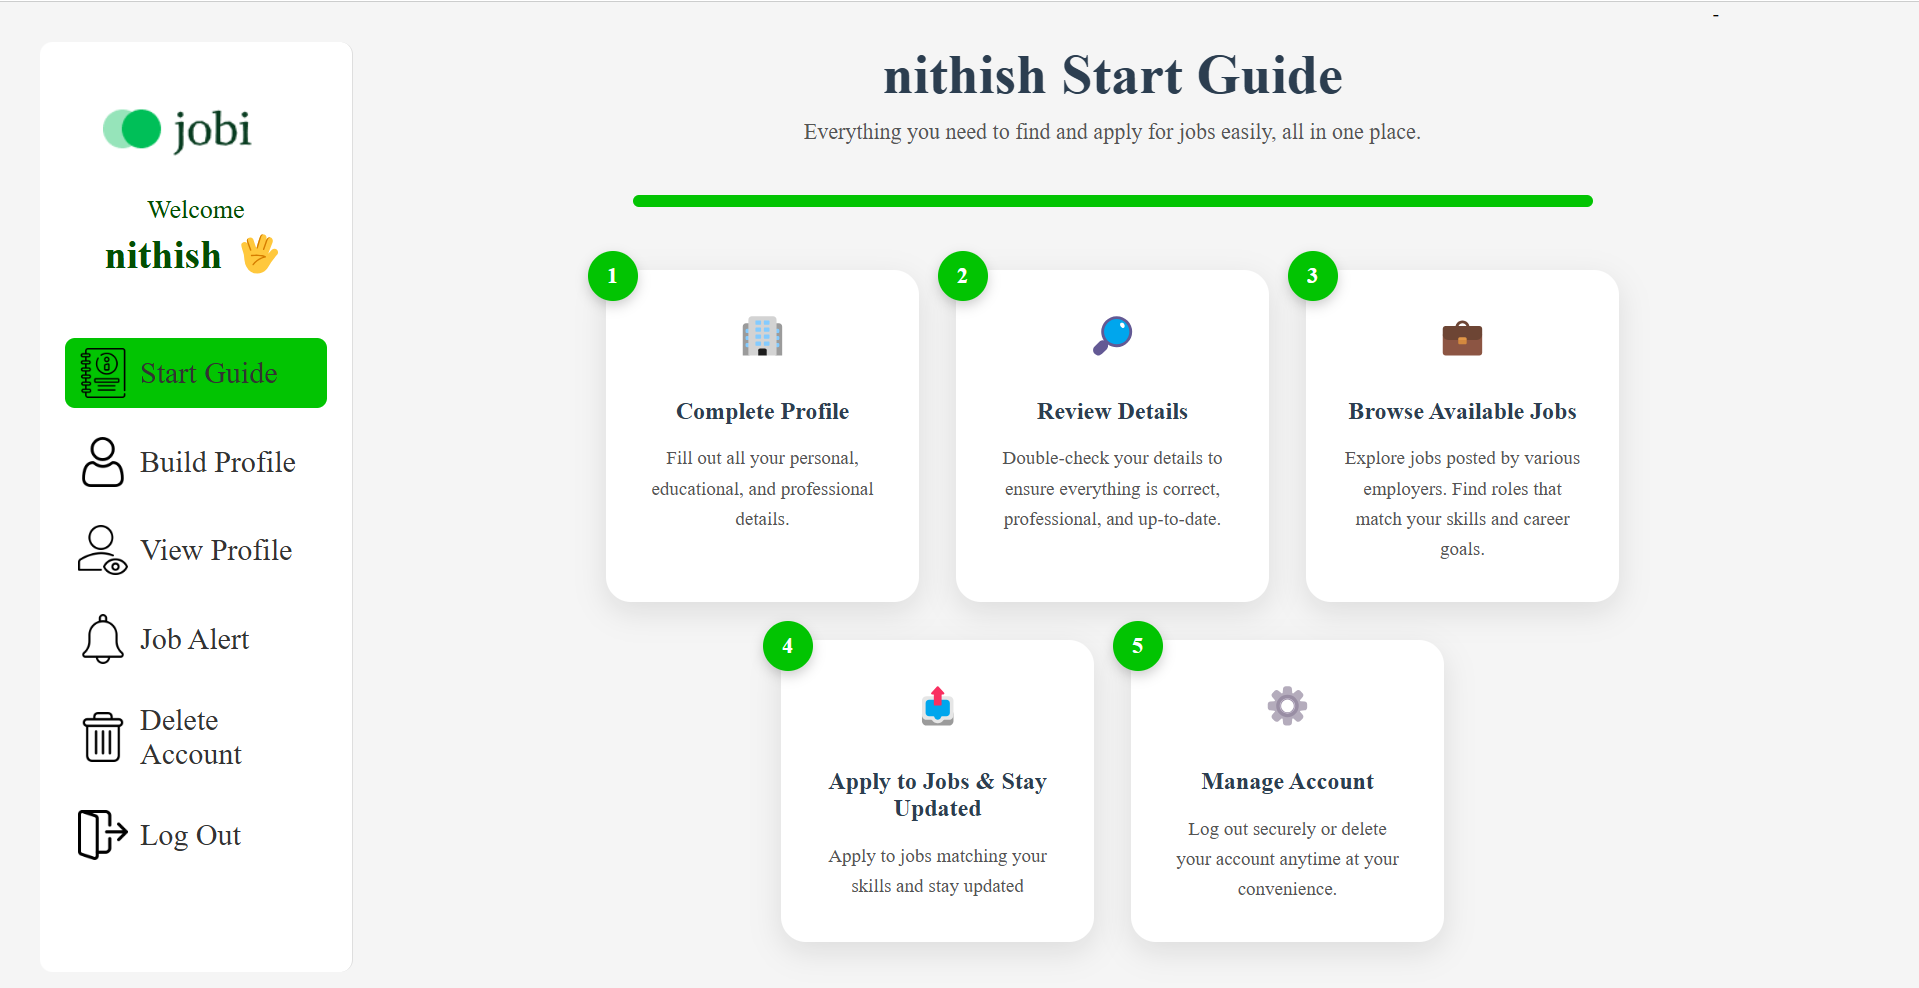 jobi
Welcome
nithish
Start Guide
Build Profile
View Profile
Job Alert
Delete
Account
Log Out
-
nithish Start Guide
Everything you need to find and apply for jobs easily, all in one place.
1
Complete Profile
Fill out all your personal,
educational, and professional
details.
2
Review Details
Double-check your details to
ensure everything is correct,
professional, and up-to-date.
3
Browse Available Jobs
Explore jobs posted by various
employers. Find roles that
match your skills and career
goals.
4
Apply to Jobs & Stay
Updated
Apply to jobs matching your
skills and stay updated
5
Manage Account
Log out securely or delete
your account anytime at your
convenience.